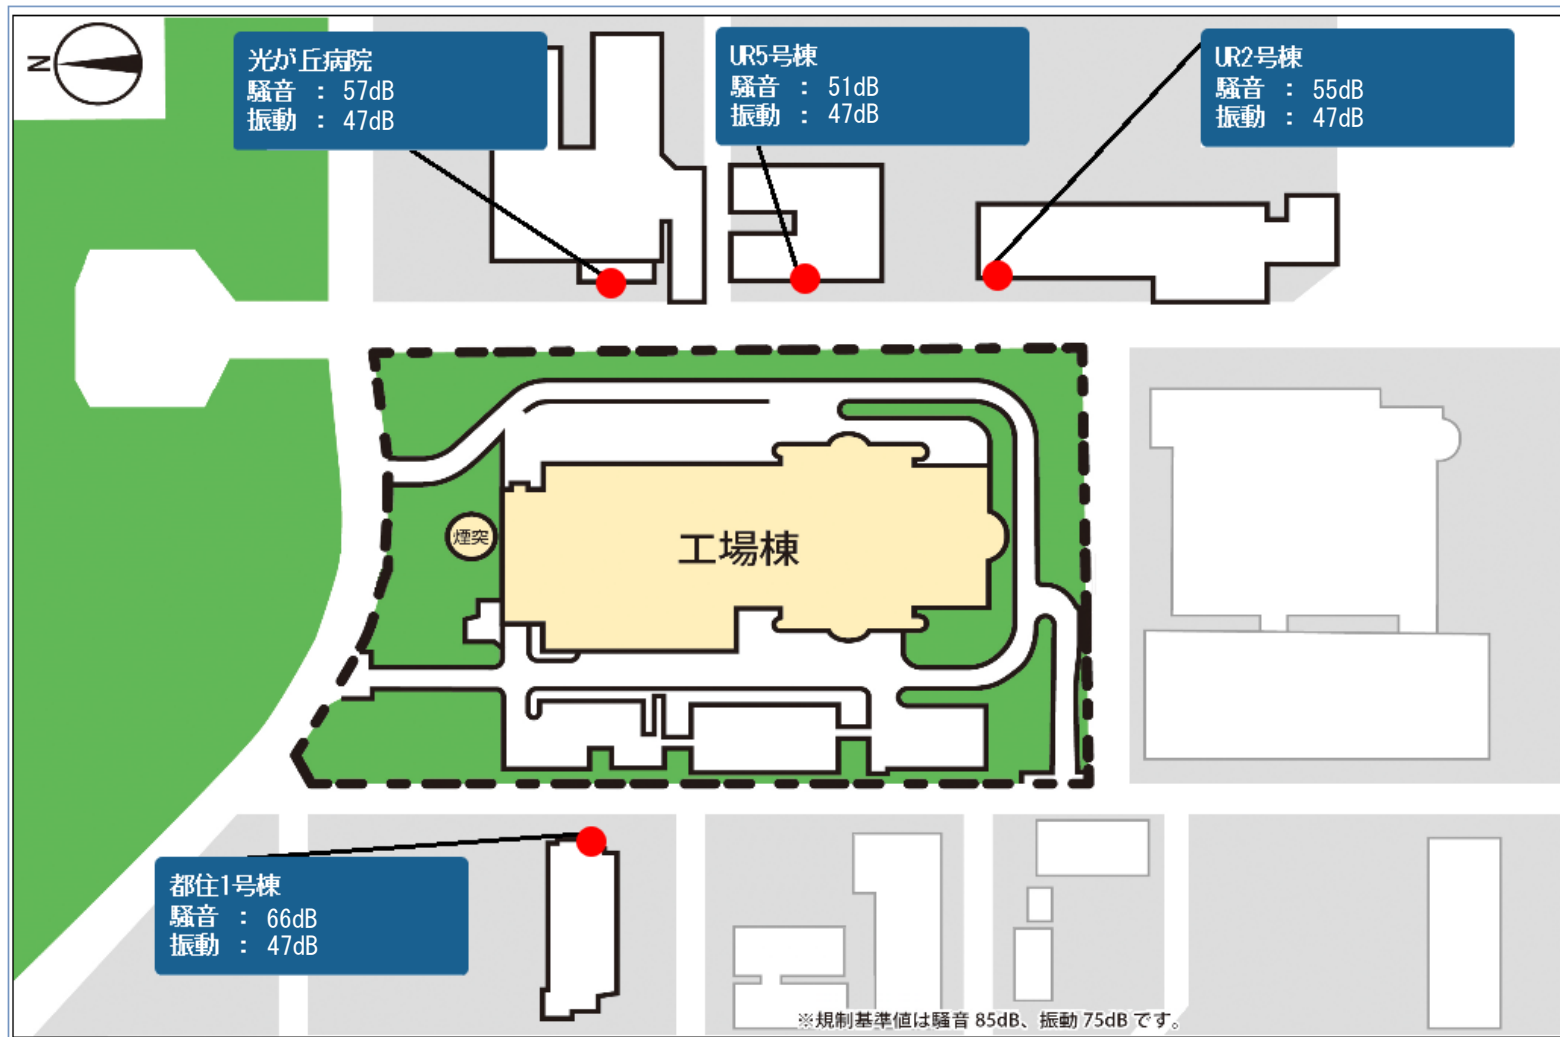 N
光が丘病院
騒音 : 57dB
振動 : 47dB
UR5号棟
騒音 : 51dB
振動 : 47dB
UR2号棟
騒音 : 55dB
振動 : 47dB
煙突
工場棟
都住1号棟
騒音 : 66dB
振動 : 47dB
※規制基準値は騒音 85dB、振動 75dB です。